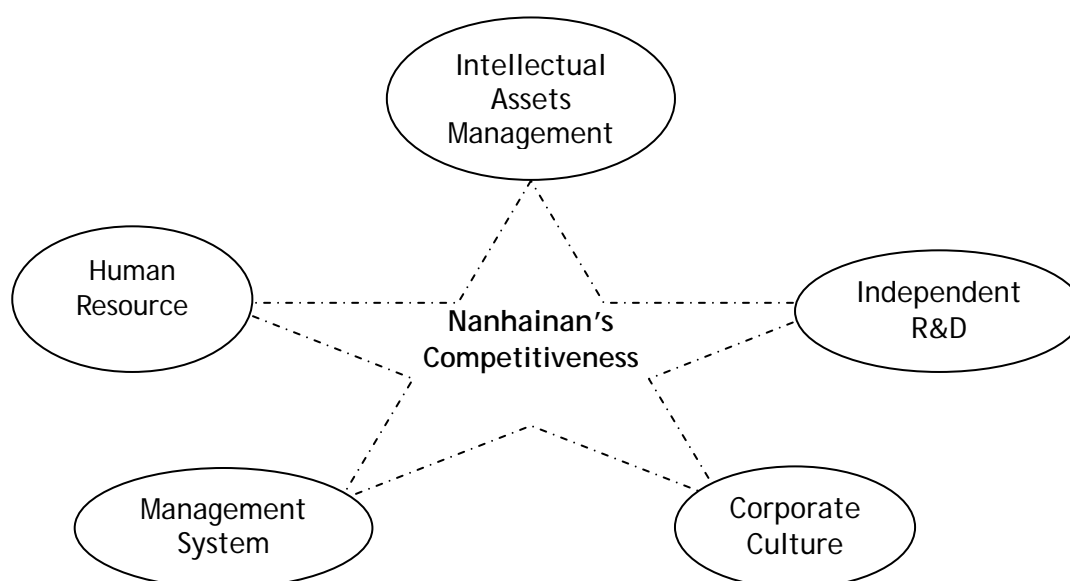 Intellectual
Assets
Management
Human
Resource
Independent
R&D
Nanhainan's
Competitiveness
Management
System
Corporate
Culture